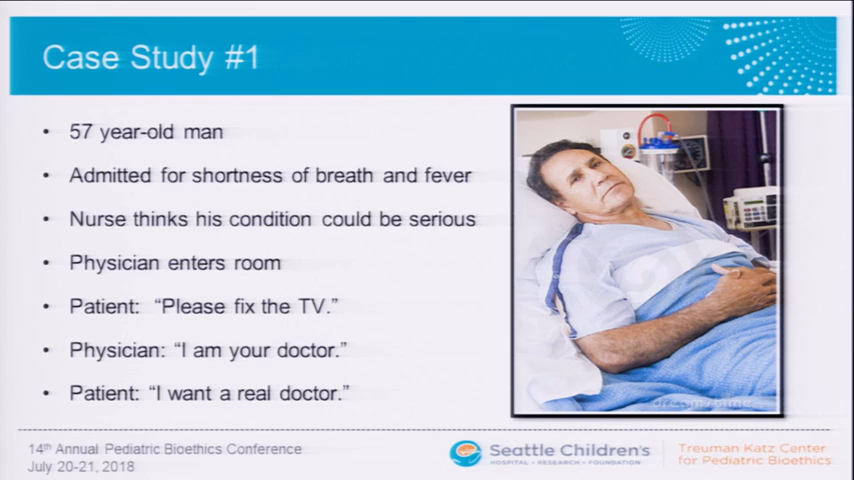 Case Study #1
• 57 year-old man
• Admitted for shortness of breath and fever
• Nurse thinks his condition could be serious
• Physician enters room
• Patient: “Please fix the TV.”
• Physician: “I am your doctor.”
• Patient: “I want a real doctor.”
14th Annual Pediatric Bioethics Conference
July 20-21, 2018
Seattle Children's
HOSPITAL • RESEARCH • FOUNDATION
Treuman Katz Center
for Pediatric Bioethics
dreamstime